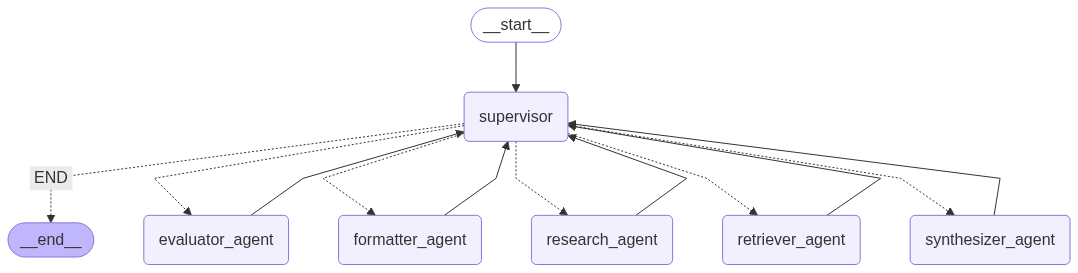 __start__
supervisor
END
__end__
evaluator_agent
formatter_agent
research_agent
retriever_agent
synthesizer_agent